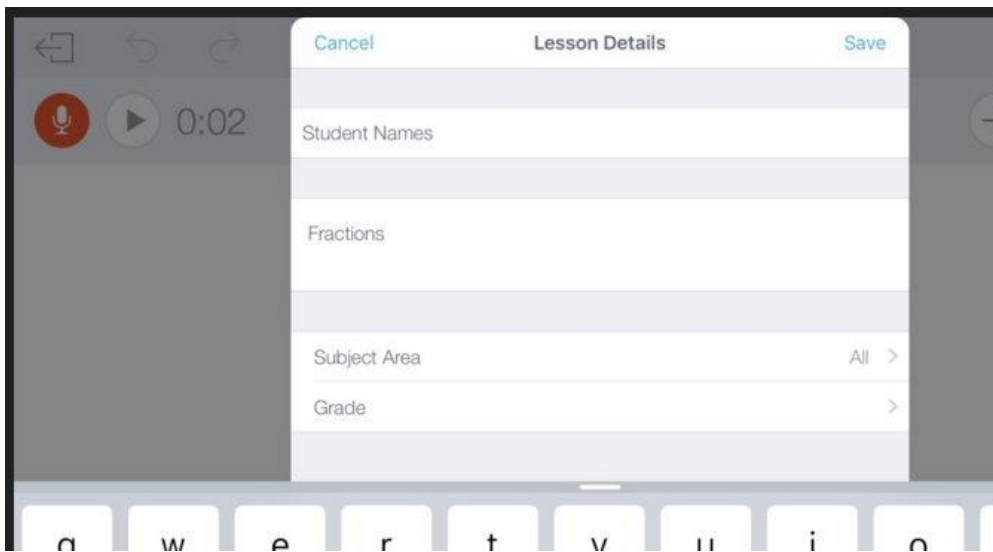 Cancel Lesson Details Save
0:02
Student Names
Fractions
Subject Area All
Grade
q w e r t y u i o